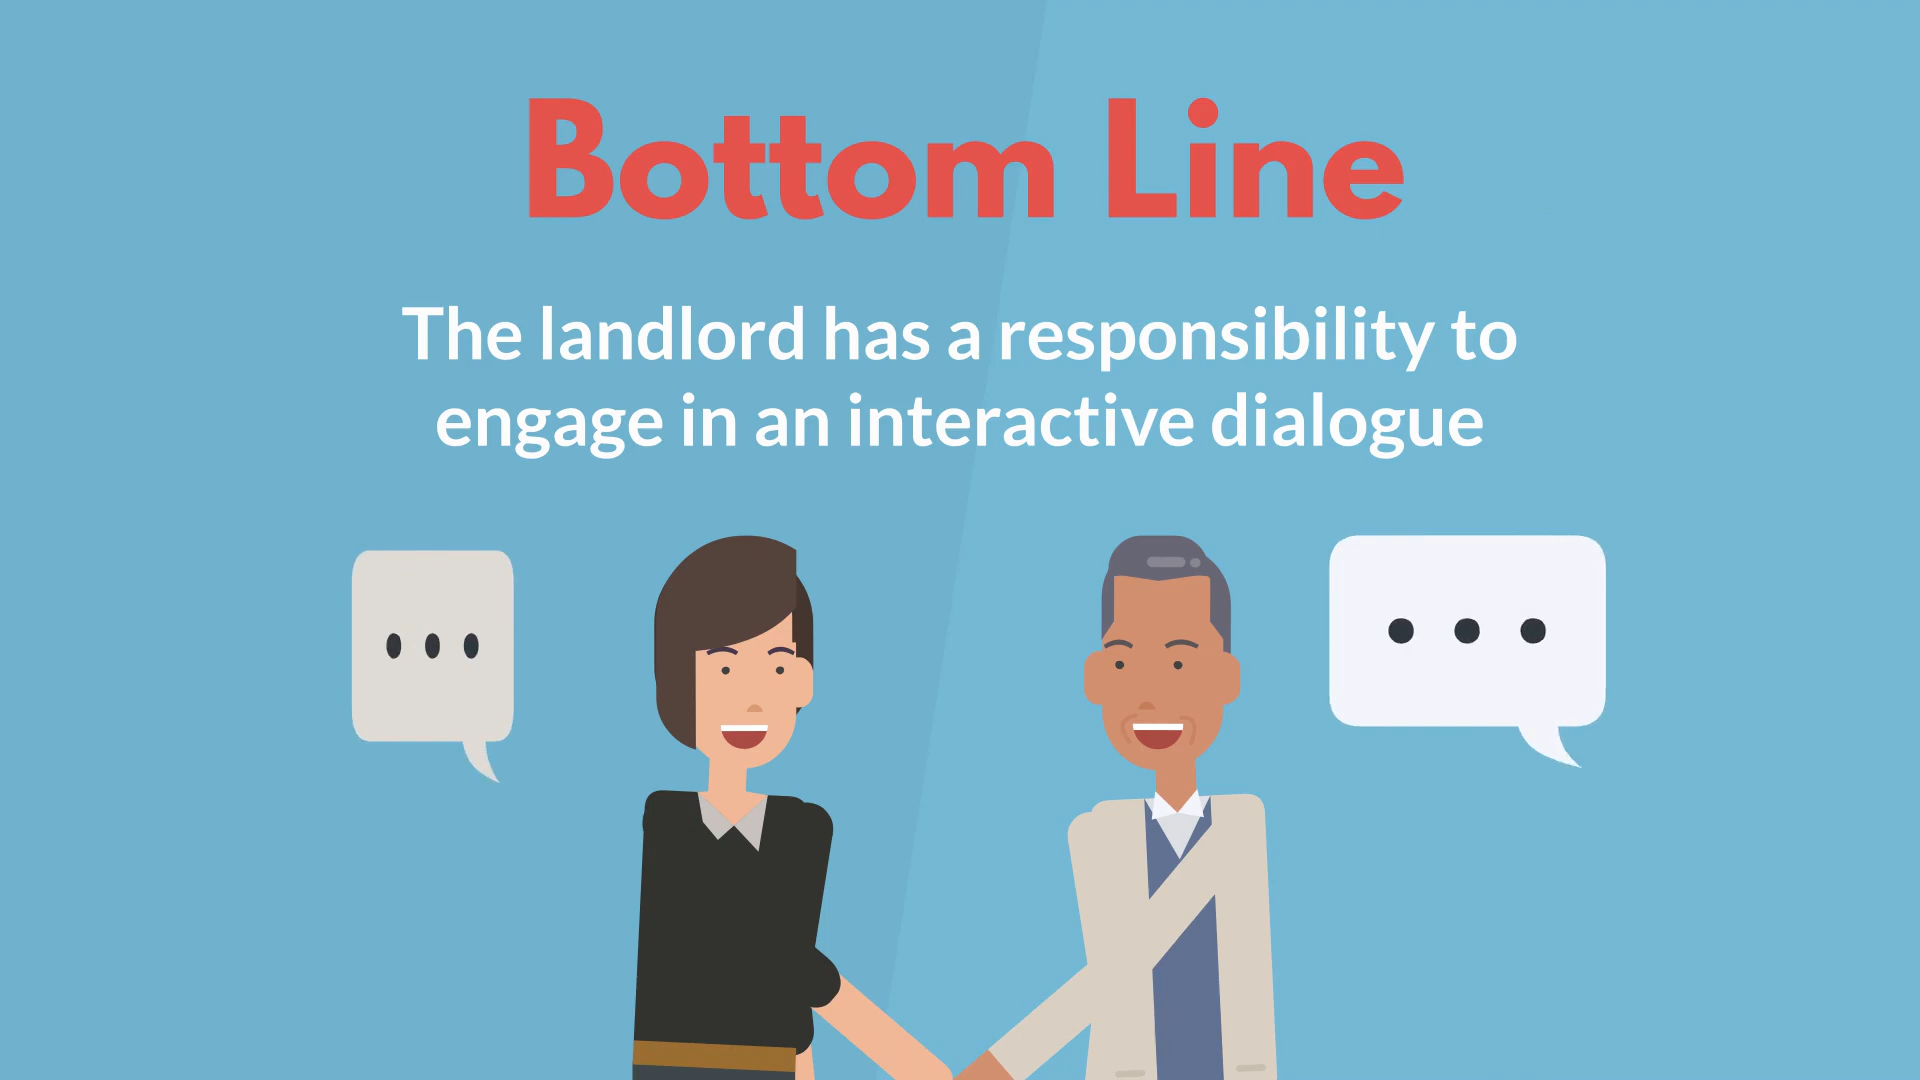 Bottom Line
The landlord has a responsibility to
engage in an interactive dialogue